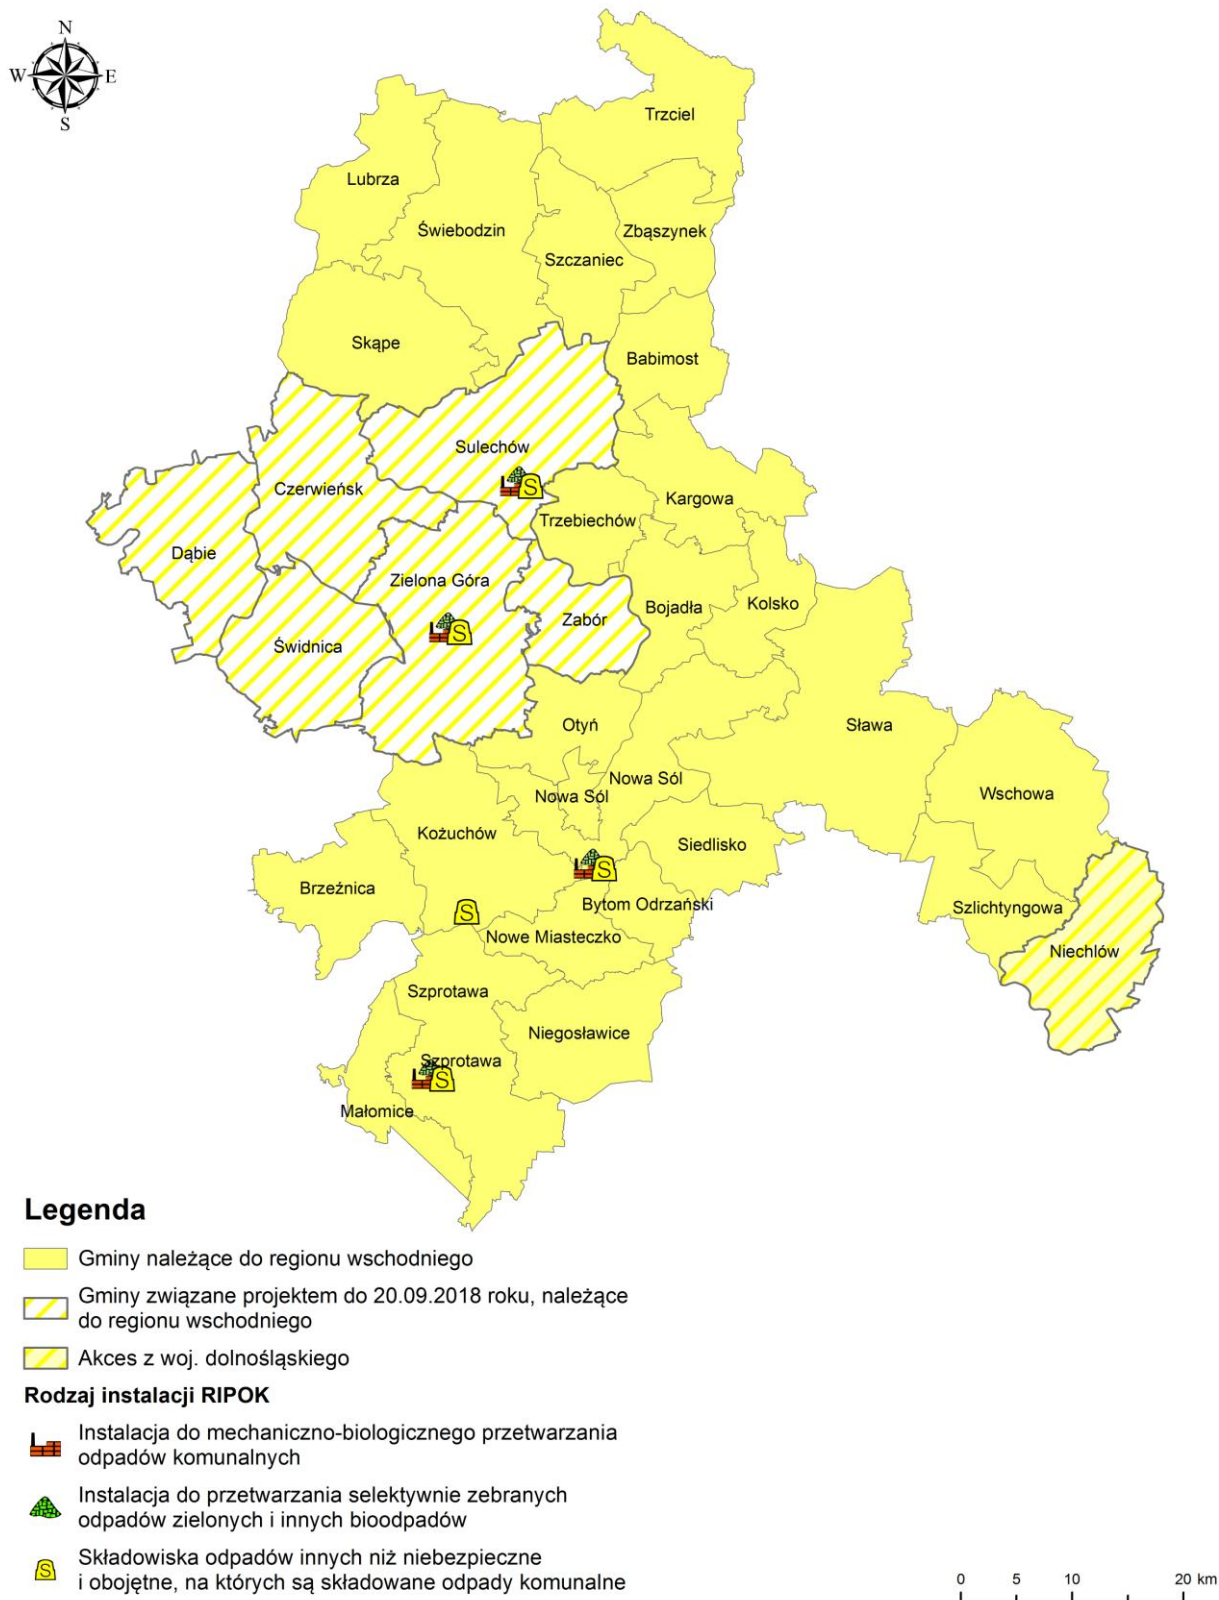 N
W E
S
Trzciel
Lubrza
Świebodzin
Zbąszynek
Szczaniec
Skąpe
Babimost
Sulechów
Czerwieńsk
Kargowa
S
Trzebiechów
Dąbie
Zielona Góra
Bojadła
Kolsko
Zabór
S
Świdnica
Otyń
Sława
Nowa Sól
Nowa Sól
Wschowa
Kożuchów
Siedlisko
S
Brzeźnica
Bytom Odrzański
S
Szlichtyngowa
Nowe Miasteczko
Niechlów
Szprotawa
Niegosławice
Szprotawa
S
Małomice
Legenda
Gminy należące do regionu wschodniego
Gminy związane projektem do 20.09.2018 roku, należące
do regionu wschodniego
Akces z woj. dolnośląskiego
Rodzaj instalacji RIPOK
Instalacja do mechaniczno-biologicznego przetwarzania
odpadów komunalnych
Instalacja do przetwarzania selektywnie zebranych
odpadów zielonych i innych bioodpadów
S
Składowiska odpadów innych niż niebezpieczne
i obojętne, na których są składowane odpady komunalne
0 5 10 20 km